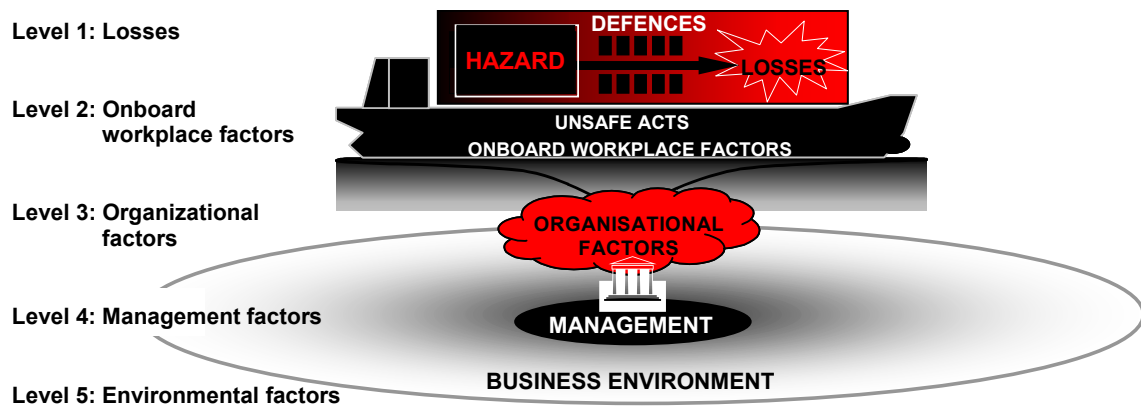 Level 1: Losses
DEFENCES
HAZARD
LOSSES
Level 2: Onboard
workplace factors
UNSAFE ACTS
ONBOARD WORKPLACE FACTORS
Level 3: Organizational
factors
ORGANISATIONAL
FACTORS
Level 4: Management factors
MANAGEMENT
Level 5: Environmental factors
BUSINESS ENVIRONMENT